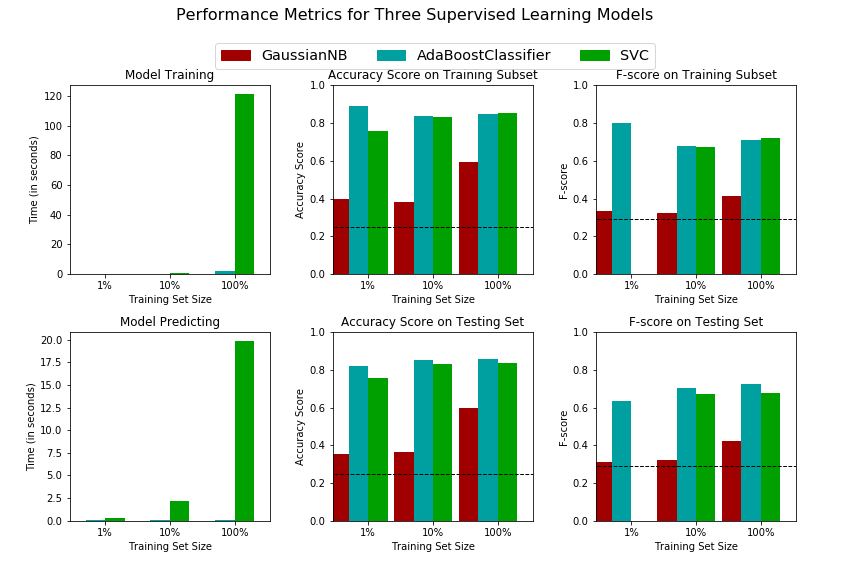 Performance Metrics for Three Supervised Learning Models
GaussianNB AdaBoostClassifier SVC
Model Training
Time (in seconds)
120
100
80
60
40
20
0
1% 10% 100%
Training Set Size
Accuracy Score on Training Subset
Accuracy Score
1.0
0.8
0.6
0.4
0.2
0.0
1% 10% 100%
Training Set Size
F-score on Training Subset
F-score
1.0
0.8
0.6
0.4
0.2
0.0
1% 10% 100%
Training Set Size
Model Predicting
Time (in seconds)
20.0
17.5
15.0
12.5
10.0
7.5
5.0
2.5
0.0
1% 10% 100%
Training Set Size
Accuracy Score on Testing Set
Accuracy Score
1.0
0.8
0.6
0.4
0.2
0.0
1% 10% 100%
Training Set Size
F-score on Testing Set
F-score
1.0
0.8
0.6
0.4
0.2
0.0
1% 10% 100%
Training Set Size